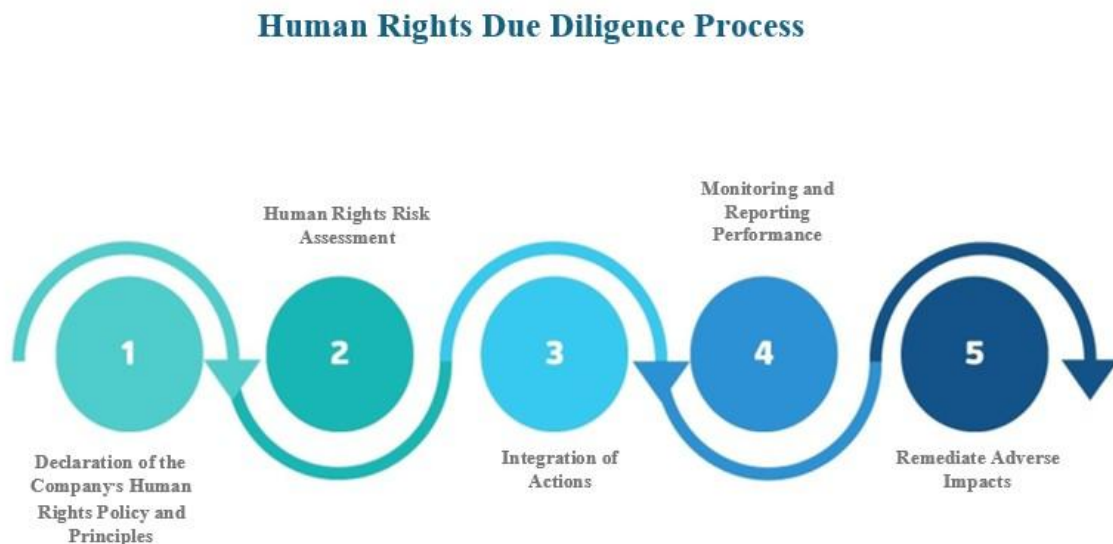 Human Rights Due Diligence Process
1
Declaration of the
Company's Human
Rights Policy and
Principles
2
Human Rights Risk
Assessment
3
Integration of
Actions
4
Monitoring and
Reporting
Performance
5
Remediate Adverse
Impacts